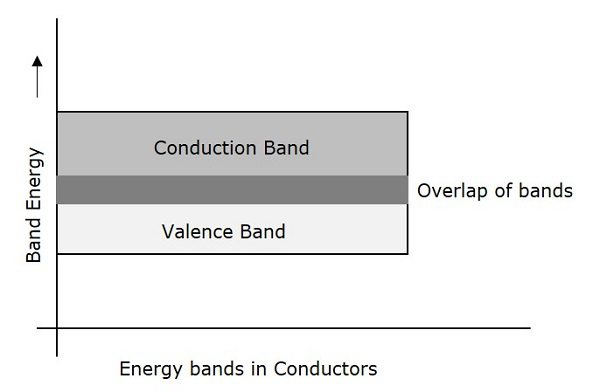 Conduction Band
Overlap of bands
Valence Band
Band Energy
Energy bands in Conductors